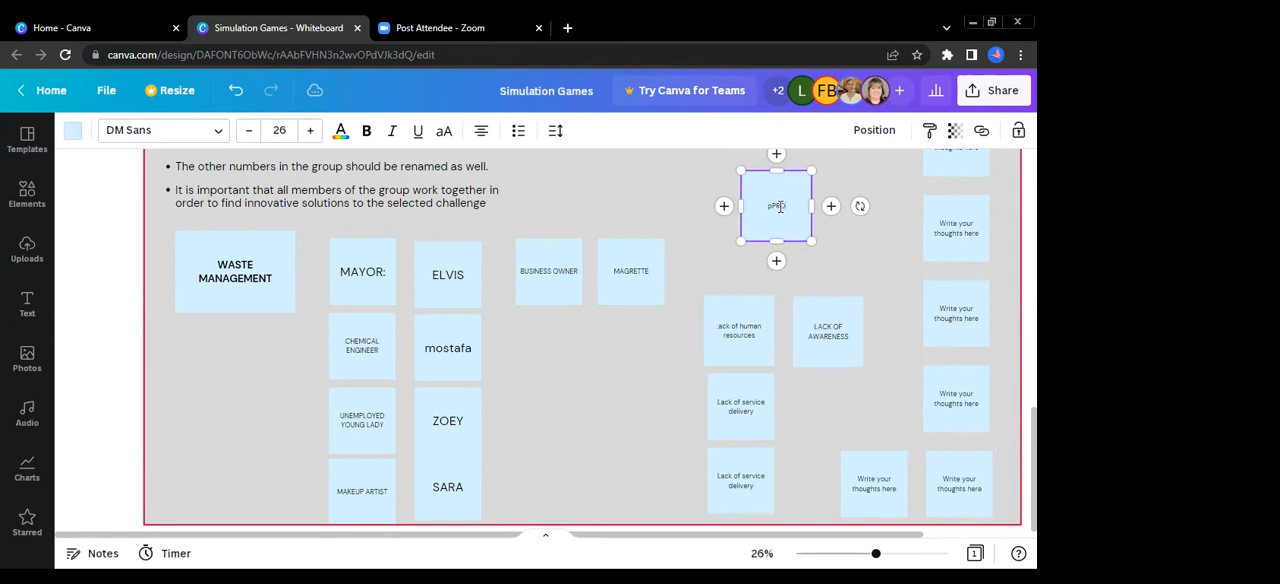 Home - Canva
Simulation Games - Whiteboard
Post Attendee - Zoom
canva.com/design/DAFONT6ObWc/rAAbFVHN3n2wvOPdVJk3dQ/edit
Home
File
Resize
Simulation Games
Try Canva for Teams
+2
L
FB
Share
DM Sans
26
A
B
I
U
aA
Position
Templates
Elements
Uploads
Text
Photos
Audio
Charts
Starred
• The other numbers in the group should be renamed as well.
• It is important that all members of the group work together in
order to find innovative solutions to the selected challenge
thoughts here
Write your
thoughts here
WASTE
MANAGEMENT
MAYOR:
ELVIS
BUSINESS OWNER
MAGRETTE
CHEMICAL
ENGINEER
mostafa
;ack of human
resources
LACK OF
AWARENESS
Write your
thoughts here
UNEMPLOYED
YOUNG LADY
ZOEY
Lack of service
delivery
Write your
thoughts here
MAKEUP ARTIST
SARA
Lack of service
delivery
Write your
thoughts here
Write your
thoughts here
Notes
Timer
26%
1
?